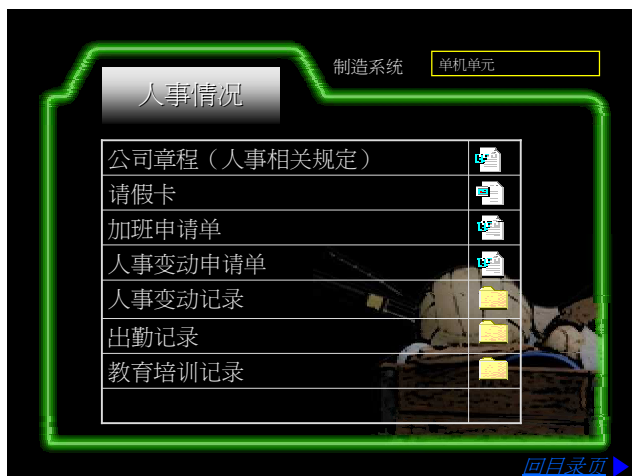 制造系统 单机单元
人事情况
公司章程（人事相关规定）
请假卡
加班申请单
人事变动申请单
人事变动记录
出勤记录
教育培训记录
回目录页